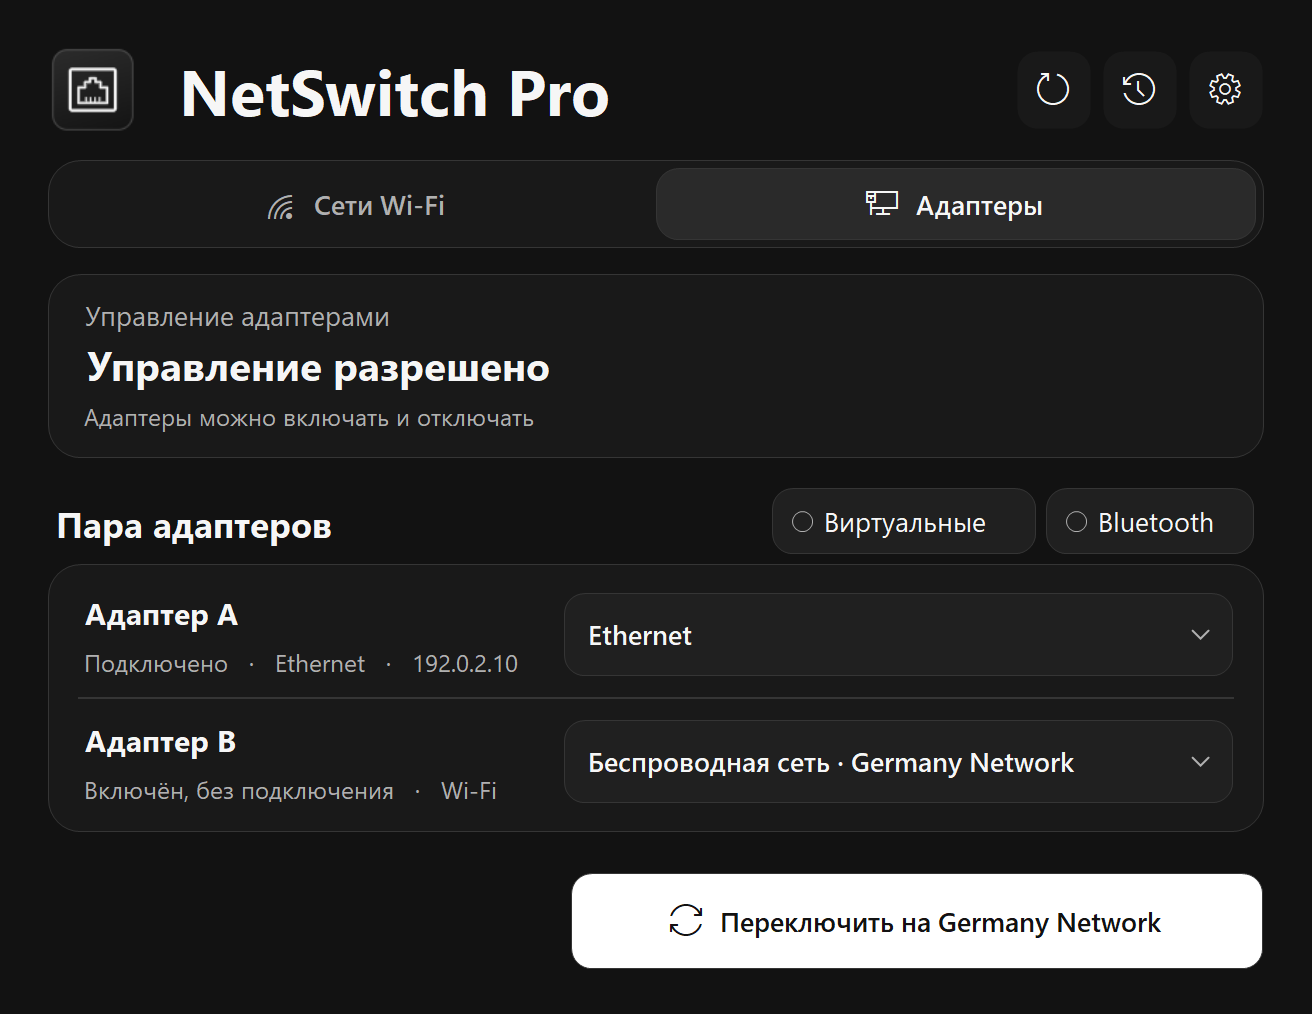 NetSwitch Pro
Сети Wi-Fi
Адаптеры
Управление адаптерами
Управление разрешено
Адаптеры можно включать и отключать
Пара адаптеров
Виртуальные
Bluetooth
Адаптер A
Подключено · Ethernet · 192.0.2.10
Ethernet
Адаптер B
Включён, без подключения · Wi-Fi
Беспроводная сеть · Germany Network
Переключить на Germany Network